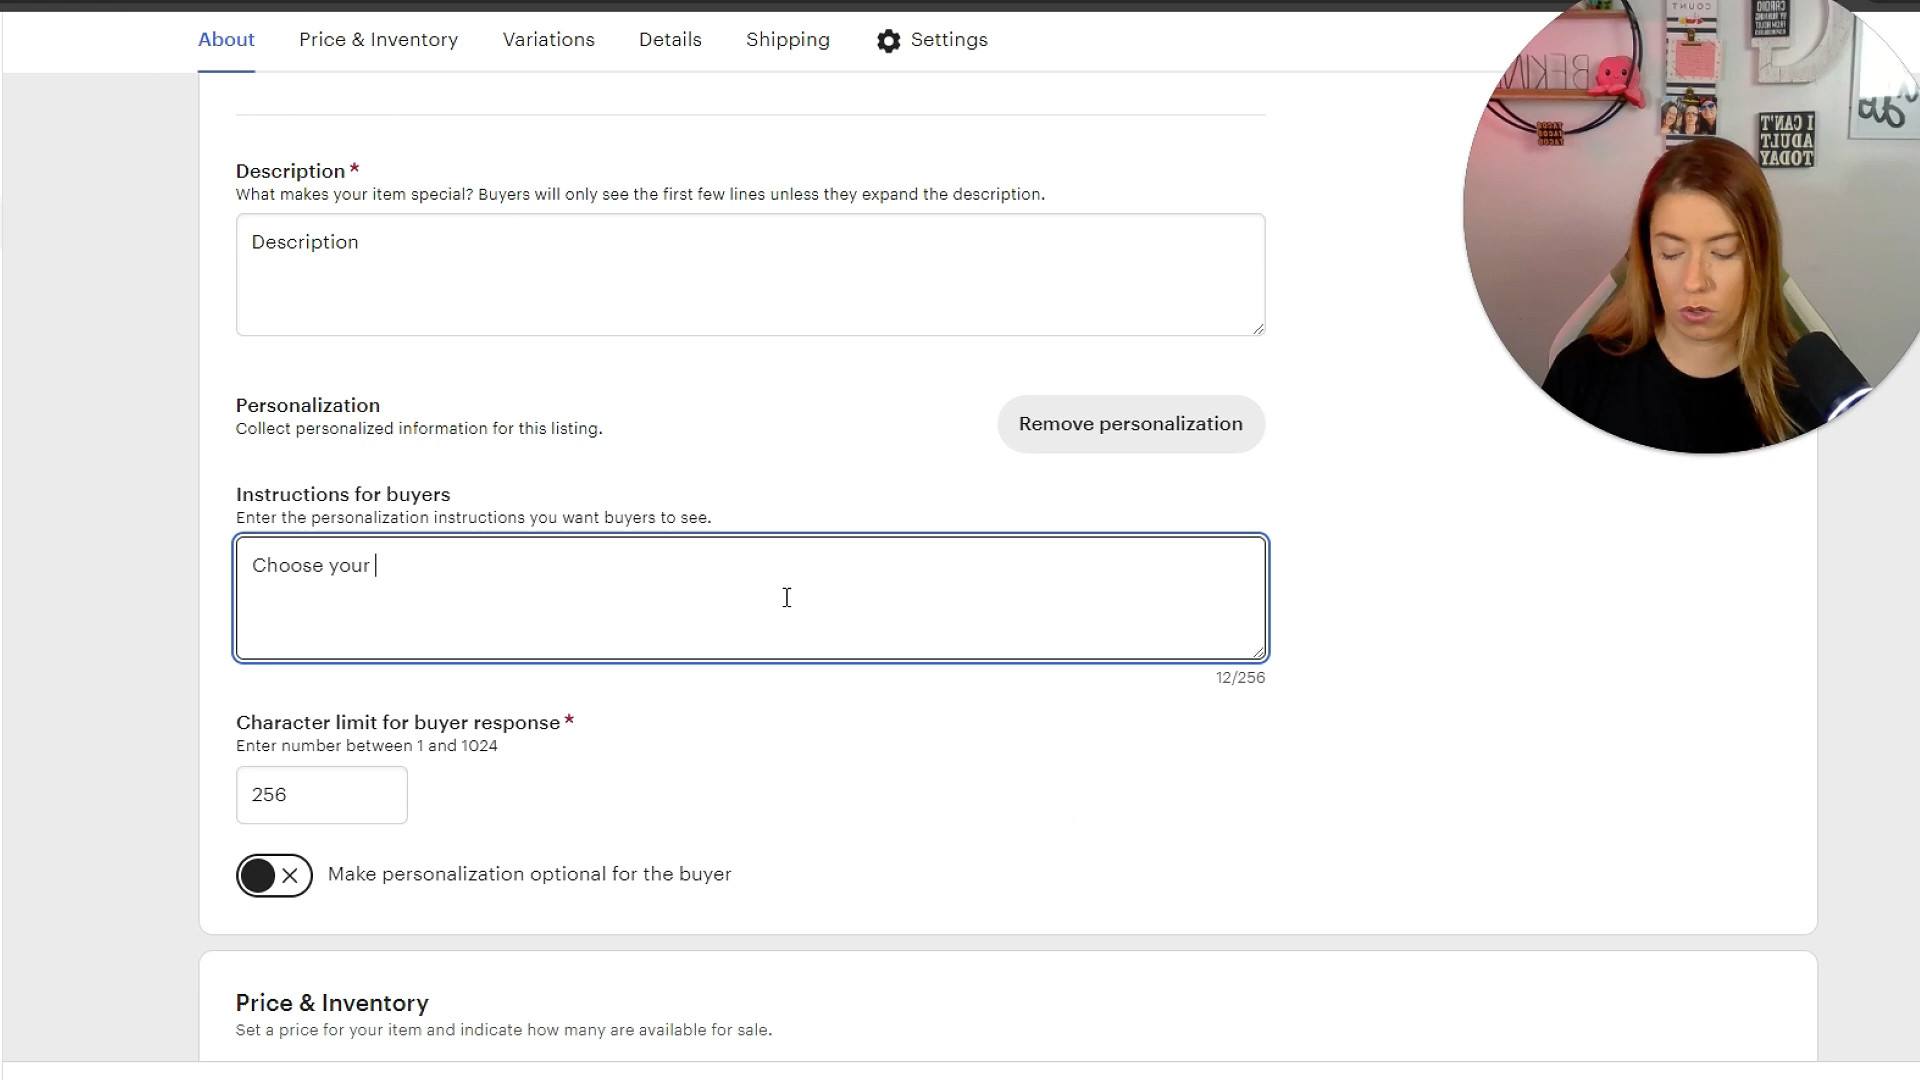 About Price & Inventory Variations Details Shipping Settings
Description*
What makes your item special? Buyers will only see the first few lines unless they expand the description.
Description
Personalization
Collect personalized information for this listing.
Remove personalization
Instructions for buyers
Enter the personalization instructions you want buyers to see.
Choose your
12/256
Character limit for buyer response*
Enter number between 1 and 1024
256
Make personalization optional for the buyer
Price & Inventory
Set a price for your item and indicate how many are available for sale.
COUNT
I CAN'T
ADULT
TODAY
TACOS
TACOS
TACOS